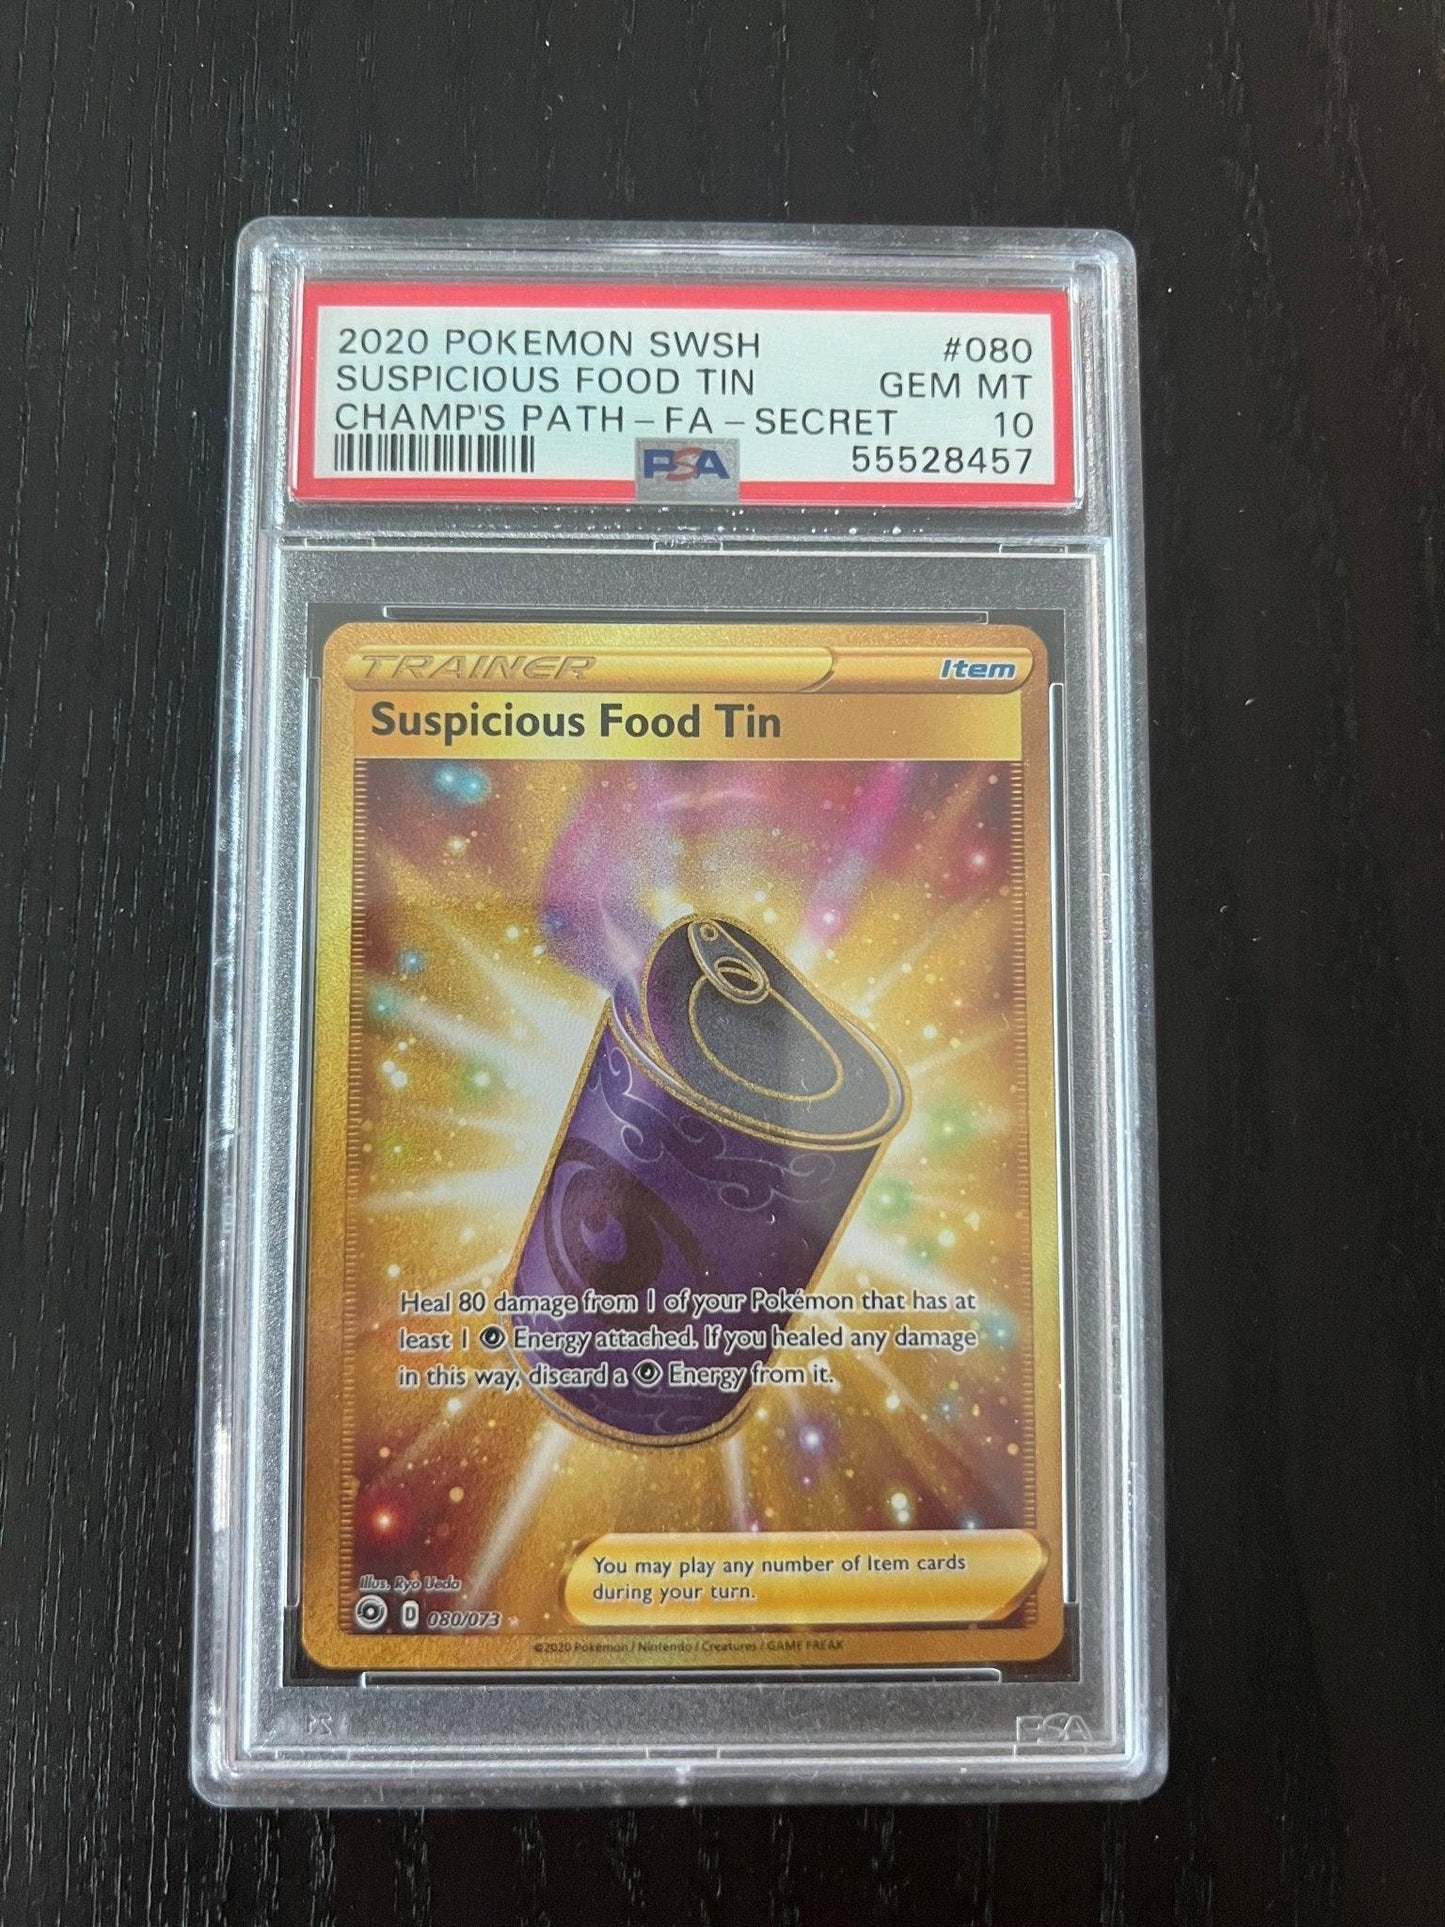 2020 POKEMON SWSH #080
SUSPICIOUS FOOD TIN GEM MT
CHAMP'S PATH-FA-SECRET 10
PSA 55528457
TRAINER Item
Suspicious Food Tin
Heal 80 damage from 1 of your Pokémon that has at
least 1 Energy attached. If you healed any damage
in this way, discard a Energy from it.
You may play any number of Item cards
during your turn.
Illus. Ryo Ueda
D 080/073
©2020 Pokémon / Nintendo / Creatures / GAME FREAK
PSA